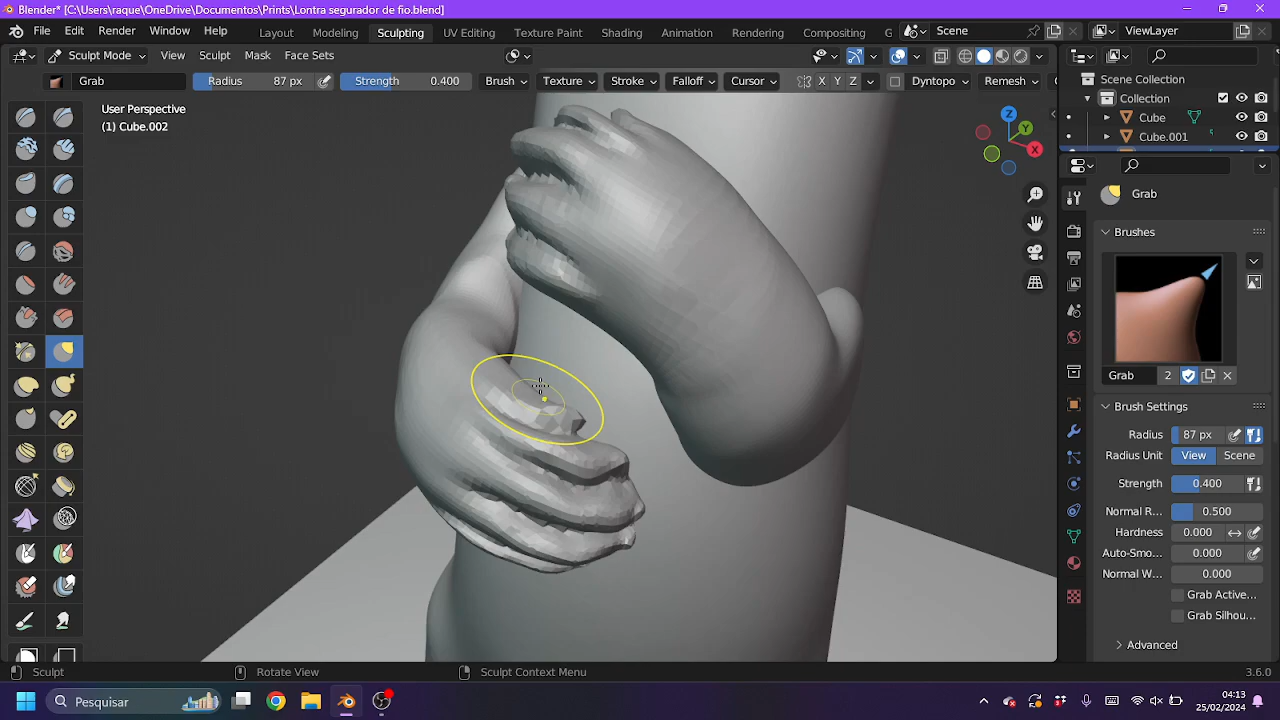 Blender* [C:\Users\raque\OneDrive\Documentos\Prints\Lontra segurador de fio.blend]
File Edit Render Window Help Layout Modeling Sculpting UV Editing Texture Paint Shading Animation Rendering Compositing G Scene ViewLayer
Sculpt Mode View Sculpt Mask Face Sets
Grab Radius 87 px Strength 0.400 Brush Texture Stroke Falloff Cursor X Y Z Dyntopo Remesh
User Perspective
(1) Cube.002
Z
Y
X
Scene Collection
Collection
Cube
Cube.001
Grab
Brushes
Grab 2
Brush Settings
Radius 87 px
Radius Unit View Scene
Strength 0.400
Normal R... 0.500
Hardness 0.000
Auto-Smo... 0.000
Normal W... 0.000
Grab Active...
Grab Silhou...
Advanced
Sculpt Rotate View Sculpt Context Menu 3.6.0
Pesquisar
04:13
25/02/2024